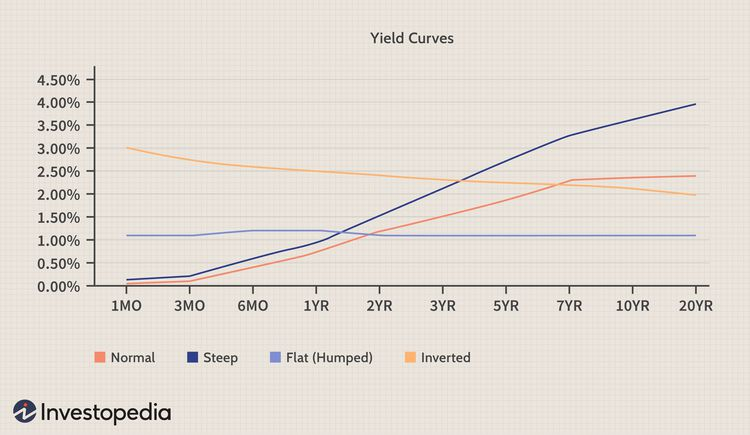 Yield Curves
4.50%
4.00%
3.50%
3.00%
2.50%
2.00%
1.50%
1.00%
0.50%
0.00%
1MO 3MO 6MO 1YR 2YR 3YR 5YR 7YR 10YR 20YR
Normal Steep Flat (Humped) Inverted
Investopedia